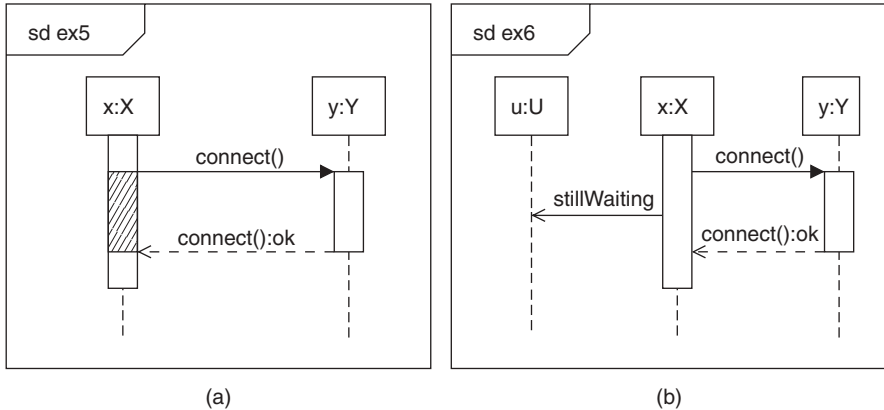 sd ex5
x:X
y:Y
connect()
connect():ok
(a)
sd ex6
u:U
x:X
y:Y
connect()
stillWaiting
connect():ok
(b)